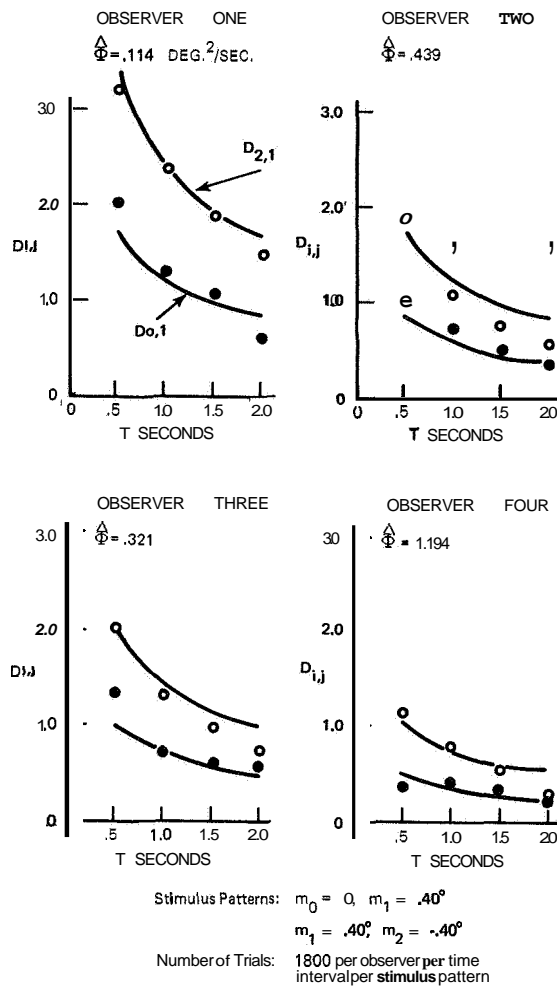 OBSERVER ONE
Φ̂ = .114 DEG.²/SEC.
3.0
2.0
1.0
0
D2,1
Do,1
Di,j
0 .5 1.0 1.5 2.0
T SECONDS
OBSERVER TWO
Φ̂ = .439
3.0
2.0'
1.0
0
Di,j
o
e
, ,
0 .5 1.0 1.5 20
T SECONDS
OBSERVER THREE
Φ̂ = .321
3.0
2.0
1.0
0
Di,j
.5 1.0 1.5 2.0
T SECONDS
OBSERVER FOUR
Φ̂ = 1.194
30
2.0
1.0
0
Di,j
.5 1.0 1.5 20
T SECONDS
Stimulus Patterns: m0 = 0, m1 = .40°
m1 = .40°, m2 = -.40°
Number of Trials: 1800 per observer per time
interval per stimulus pattern